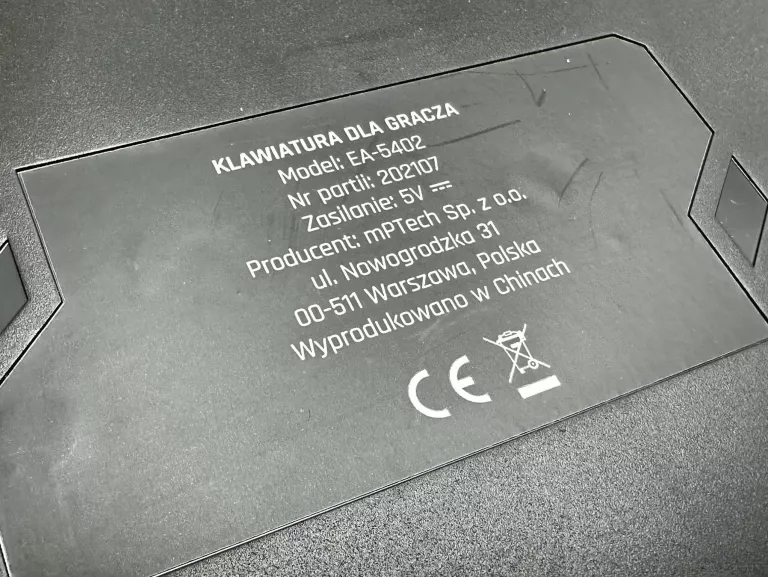 KLAWIATURA DLA GRACZA
Model: EA-5402
Nr partii: 202107
Zasilanie: 5V ⎓
Producent: mPTech Sp. z o.o.
ul. Nowogrodzka 31
00-511 Warszawa, Polska
Wyprodukowano w Chinach
CE